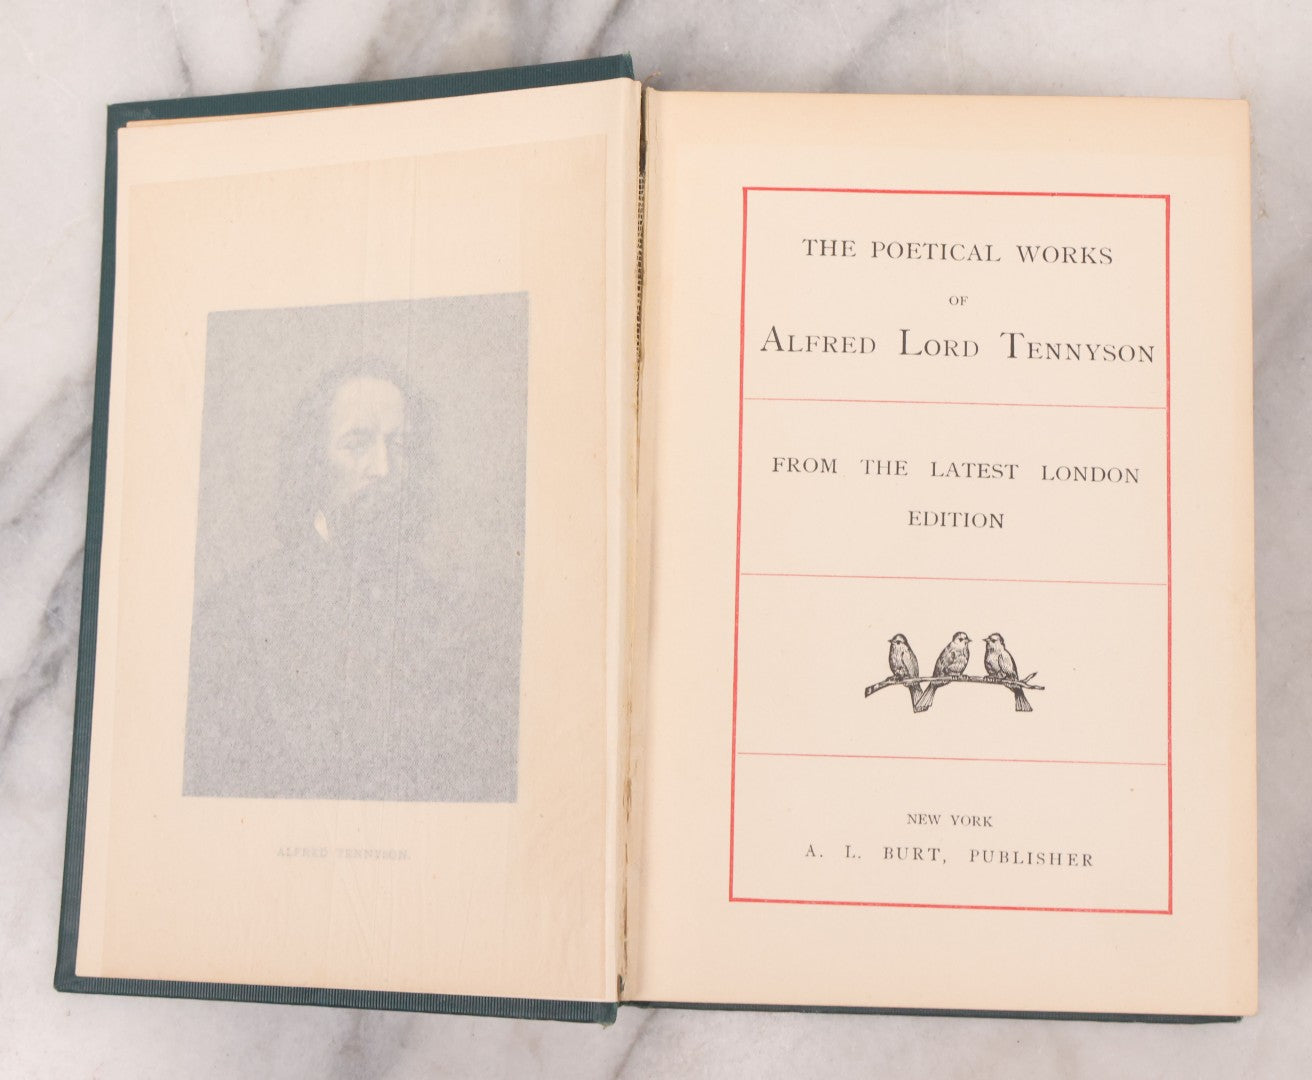 ALFRED TENNYSON.
THE POETICAL WORKS
OF
ALFRED LORD TENNYSON
FROM THE LATEST LONDON
EDITION
NEW YORK
A. L. BURT, PUBLISHER